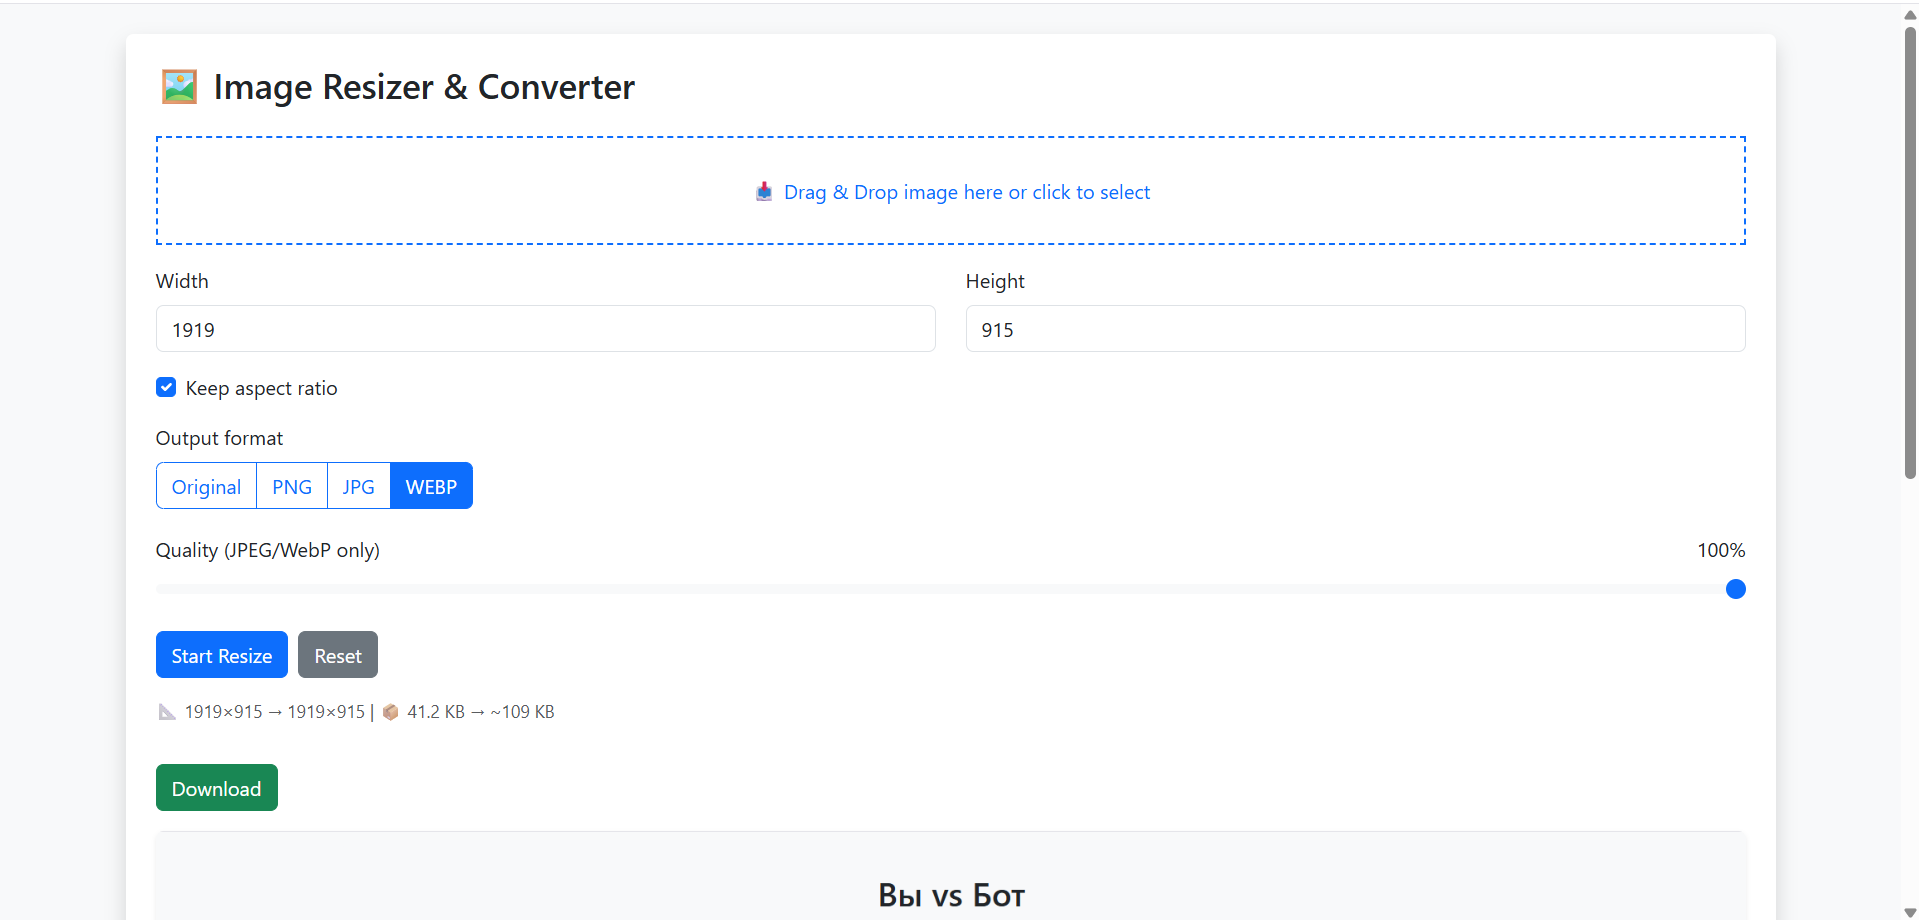 Image Resizer & Converter
Drag & Drop image here or click to select
Width
Height
1919
915
Keep aspect ratio
Output format
Original PNG JPG WEBP
Quality (JPEG/WebP only)
100%
Start Resize Reset
1919×915 → 1919×915 | 41.2 KB → ~109 KB
Download
Вы vs Бот